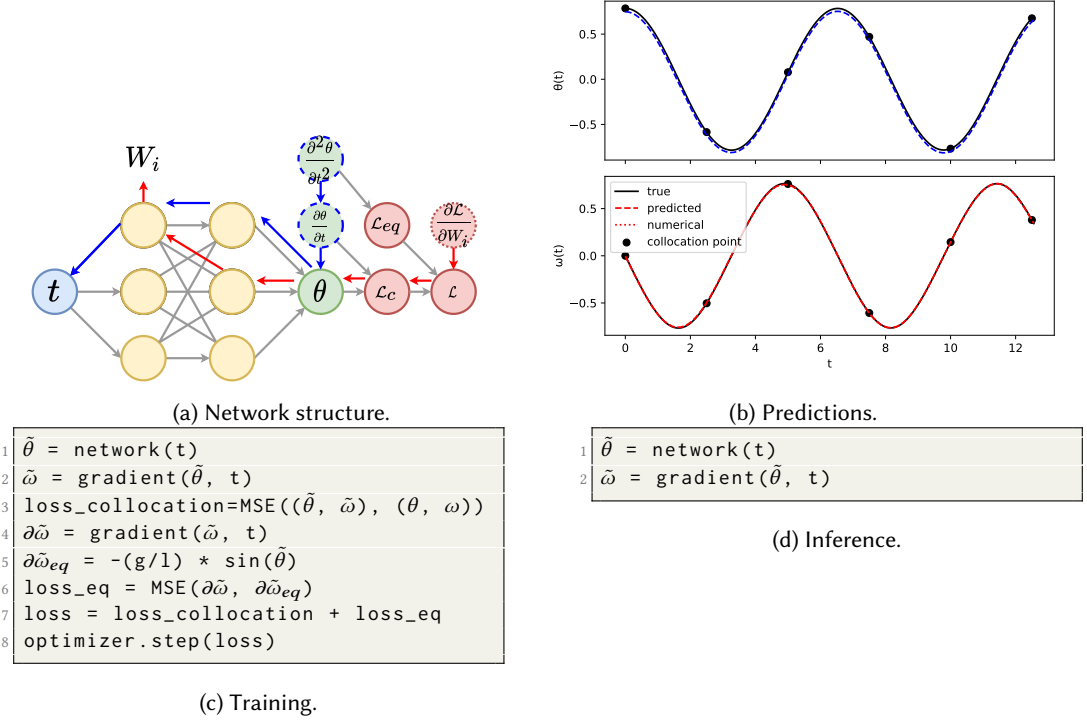 W_i
∂²θ/∂t²
∂θ/∂t
ℒ_eq
∂ℒ/∂W_i
t
θ
ℒ_c
ℒ
(a) Network structure.
θ(t)
0.5
0.0
−0.5
ω(t)
0.5
0.0
−0.5
true
predicted
numerical
collocation point
0 2 4 6 8 10 12
t
(b) Predictions.
1 θ̃ = network(t)
2 ω̃ = gradient(θ̃, t)
3 loss_collocation=MSE((θ̃, ω̃), (θ, ω))
4 ∂ω̃ = gradient(ω̃, t)
5 ∂ω̃_eq = -(g/l) * sin(θ̃)
6 loss_eq = MSE(∂ω̃, ∂ω̃_eq)
7 loss = loss_collocation + loss_eq
8 optimizer.step(loss)
(c) Training.
1 θ̃ = network(t)
2 ω̃ = gradient(θ̃, t)
(d) Inference.